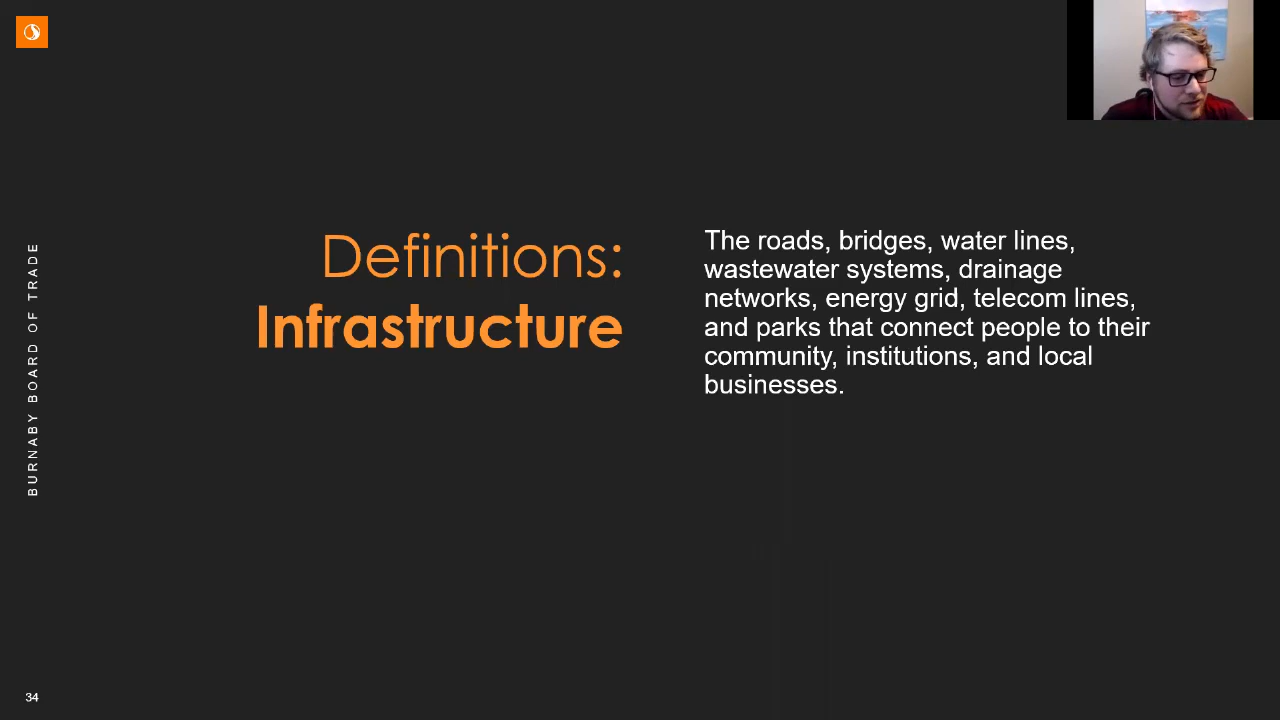 Definitions:
Infrastructure
The roads, bridges, water lines,
wastewater systems, drainage
networks, energy grid, telecom lines,
and parks that connect people to their
community, institutions, and local
businesses.
BURNABY BOARD OF TRADE
34